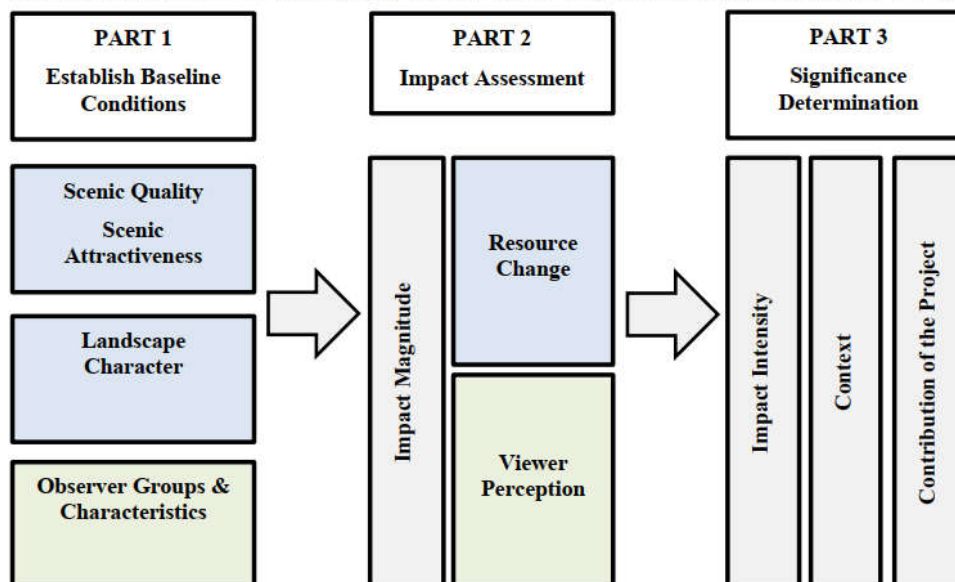 PART 1
Establish Baseline
Conditions
Scenic Quality
Scenic
Attractiveness
Landscape
Character
Observer Groups &
Characteristics
PART 2
Impact Assessment
Impact Magnitude
Resource
Change
Viewer
Perception
PART 3
Significance
Determination
Impact Intensity
Context
Contribution of the Project